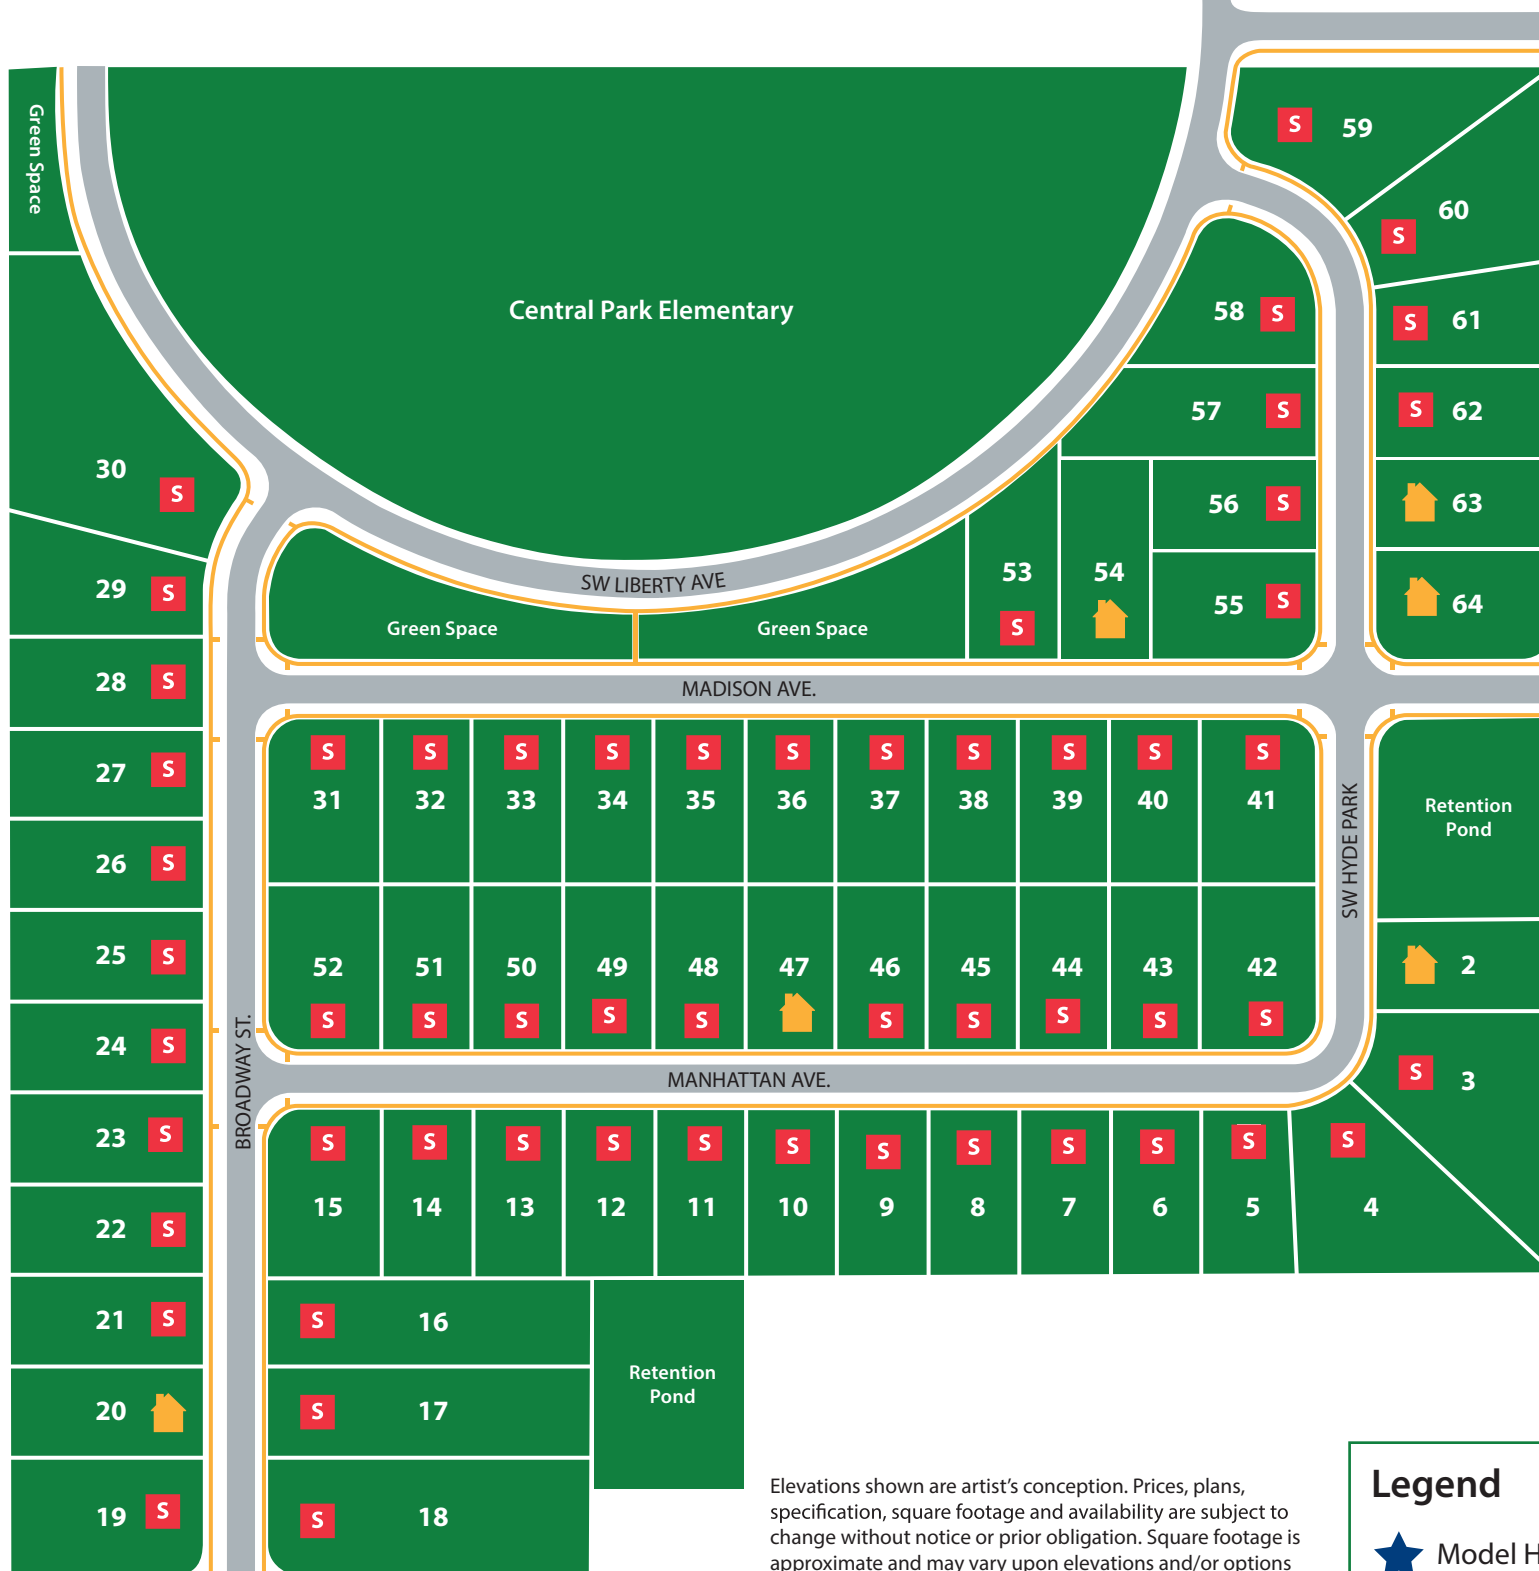 Green Space
Central Park Elementary
S 59
60
S
58 S
S 61
57 S
S 62
30
S
56 S
63
29 S
53
54
S
55 S
64
SW LIBERTY AVE
Green Space
Green Space
28 S
MADISON AVE.
27 S
S S S S S S S S S S S
31 32 33 34 35 36 37 38 39 40 41
SW HYDE PARK
Retention
Pond
26 S
25 S
52 51 50 49 48 47 46 45 44 43 42
S S S S S S S S S S
2
24 S
BROADWAY ST.
MANHATTAN AVE.
S 3
23 S
S S S S S S S S S S S S
15 14 13 12 11 10 9 8 7 6 5 4
22 S
21 S
S 16
Retention
Pond
20
S 17
19 S
S 18
Elevations shown are artist’s conception. Prices, plans,
specification, square footage and availability are subject to
change without notice or prior obligation. Square footage is
approximate and may vary upon elevations and/or options
Legend
Model H